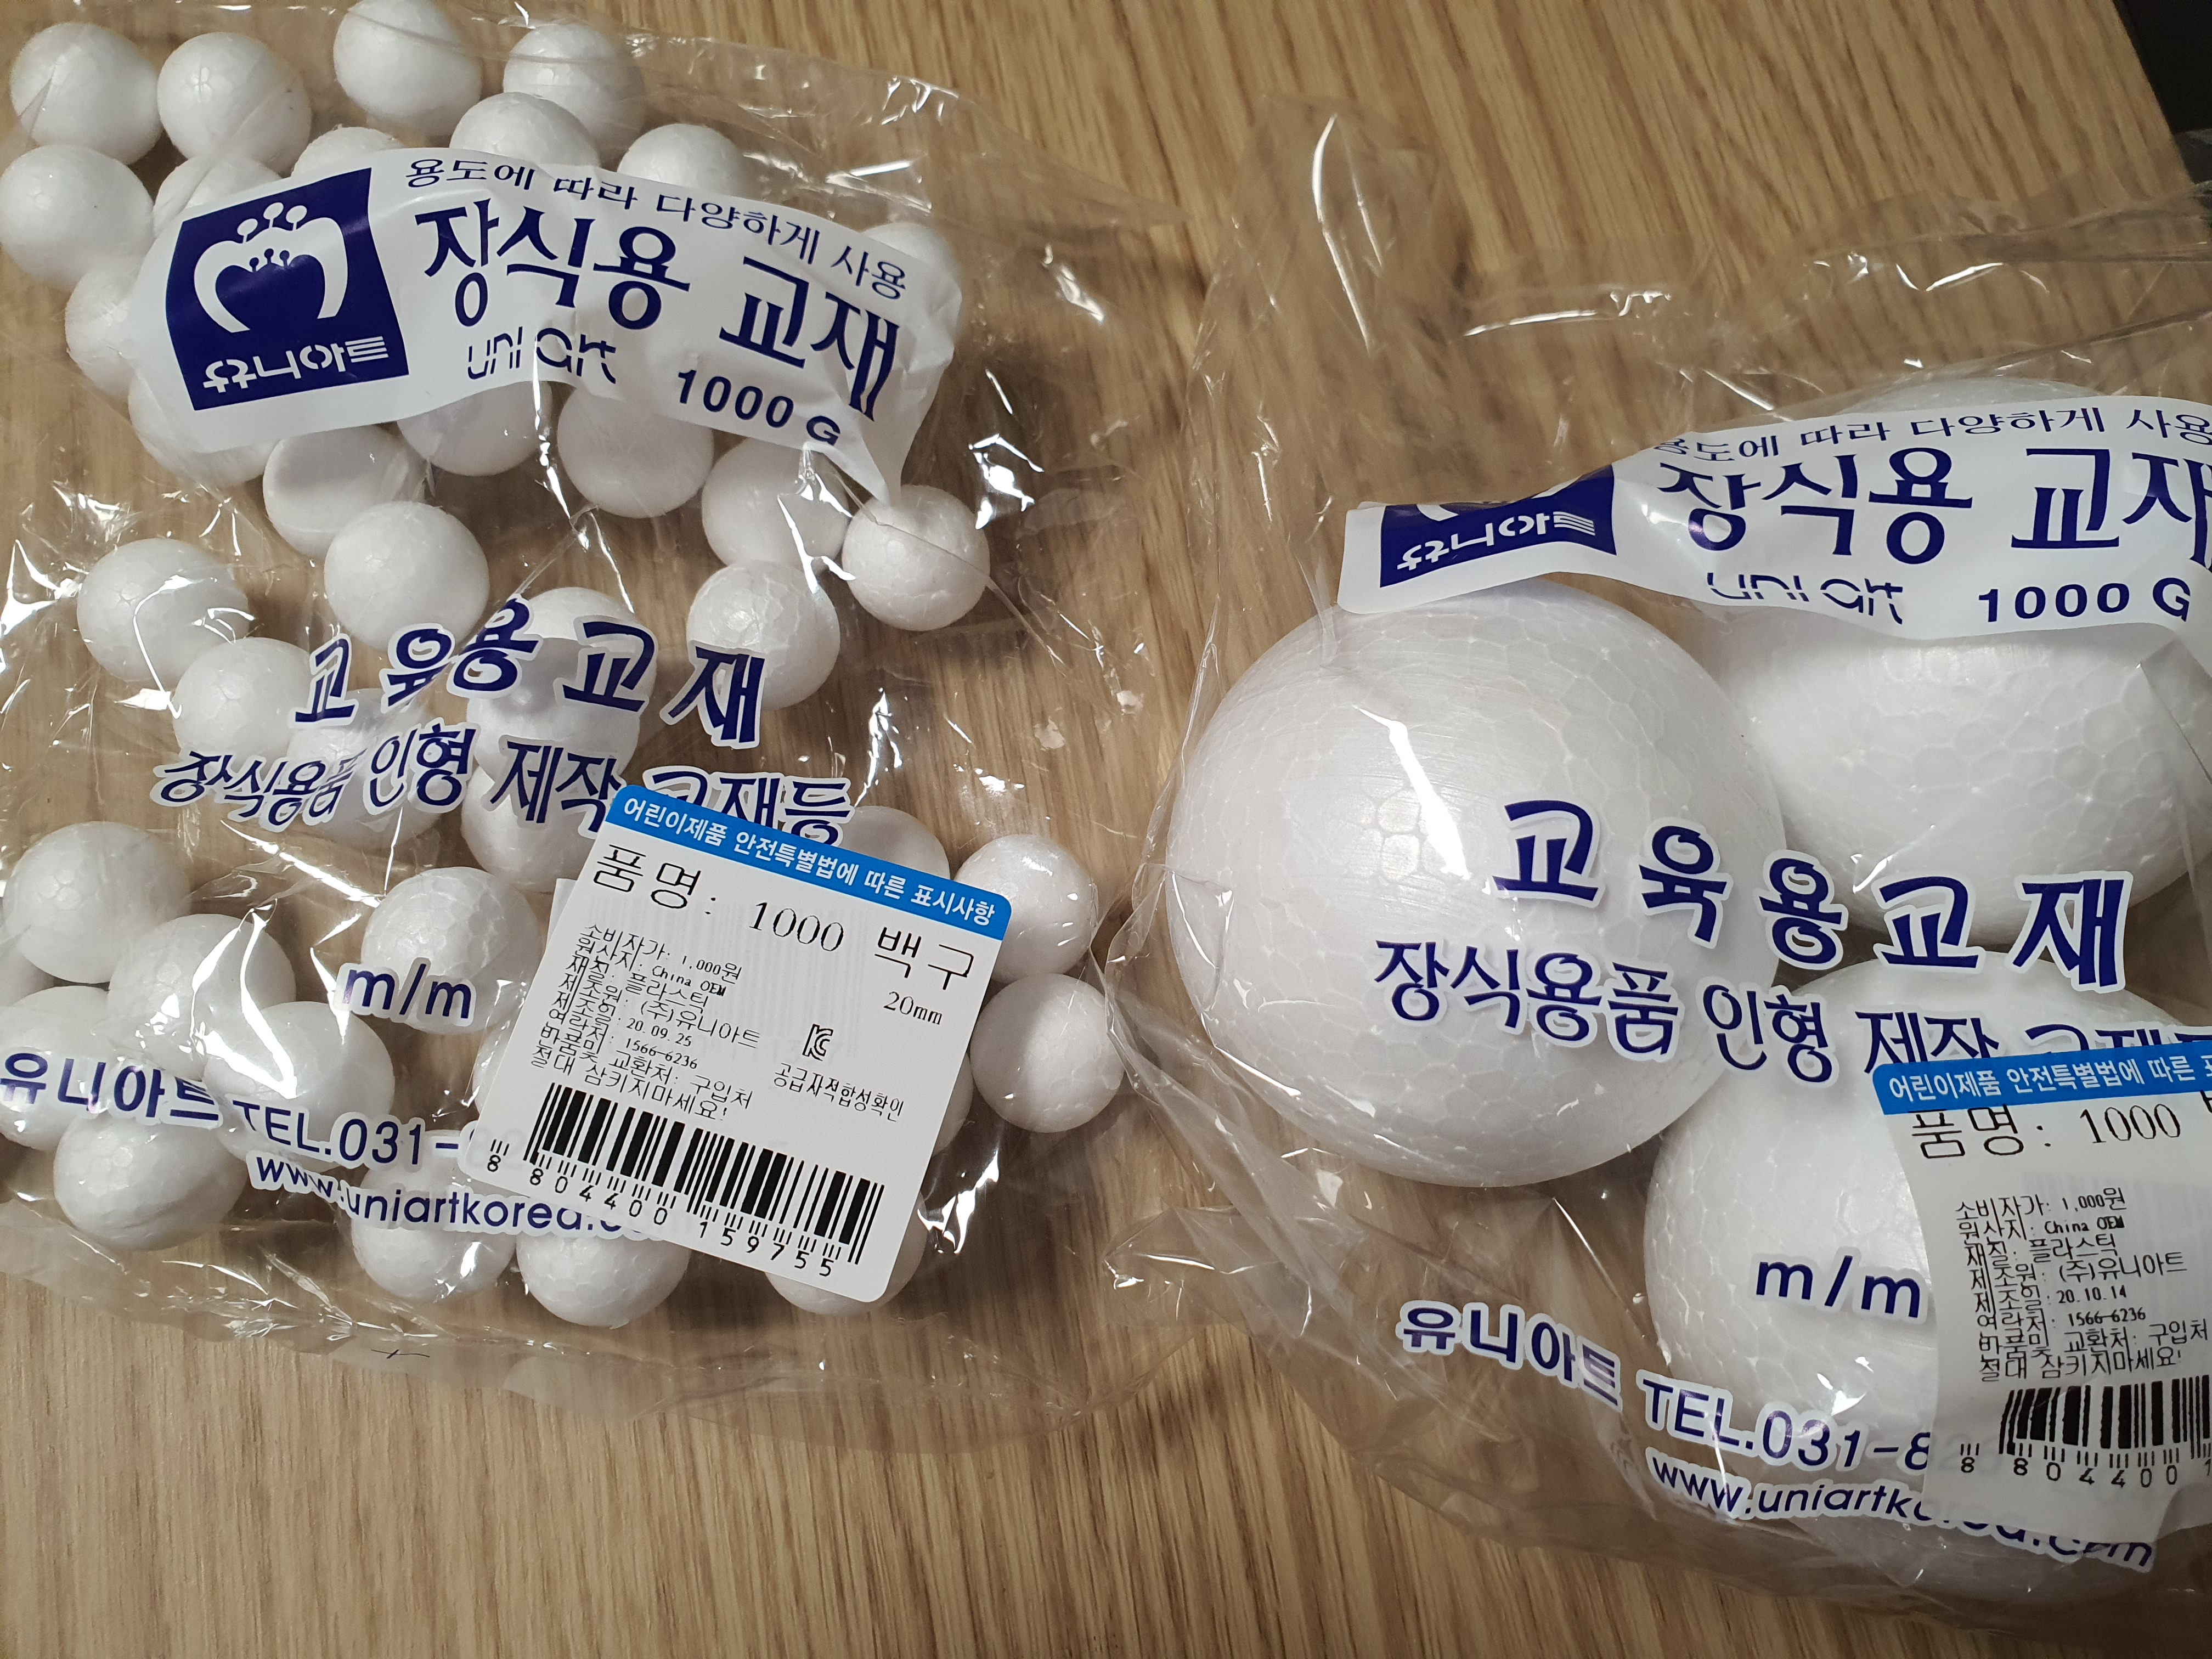 용도에 따라 다양하게 사용
장식용 교재
유니아트
uni art
1000 G
교육용교재
장식용품 인형 제작 교재등
m/m
유니아트 TEL.031-82
www.uniartkorea.c
어린이제품 안전특별법에 따른 표시사항
품명: 1000 백구
20mm
소비자가: 1,000원
원산지: China OEM
재질: 플라스틱
제조원: (주)유니아트
제조일: 20.09.25
연락처: 1566-6236
반품및 교환처: 구입처
절대 삼키지마세요!
공급자적합성확인
8 804400 159755
용도에 따라 다양하게 사용
장식용 교재
유니아트
uni art
1000 G
교육용교재
장식용품 인형 제작 교재
m/m
유니아트 TEL.031-82
www.uniartkorea.com
어린이제품 안전특별법에 따른 표
품명: 1000
소비자가: 1,000원
원산지: China OEM
재질: 플라스틱
제조원: (주)유니아트
제조일: 20.10.14
연락처: 1566-6236
반품및 교환처: 구입처
절대 삼키지마세요!
8 804400 1